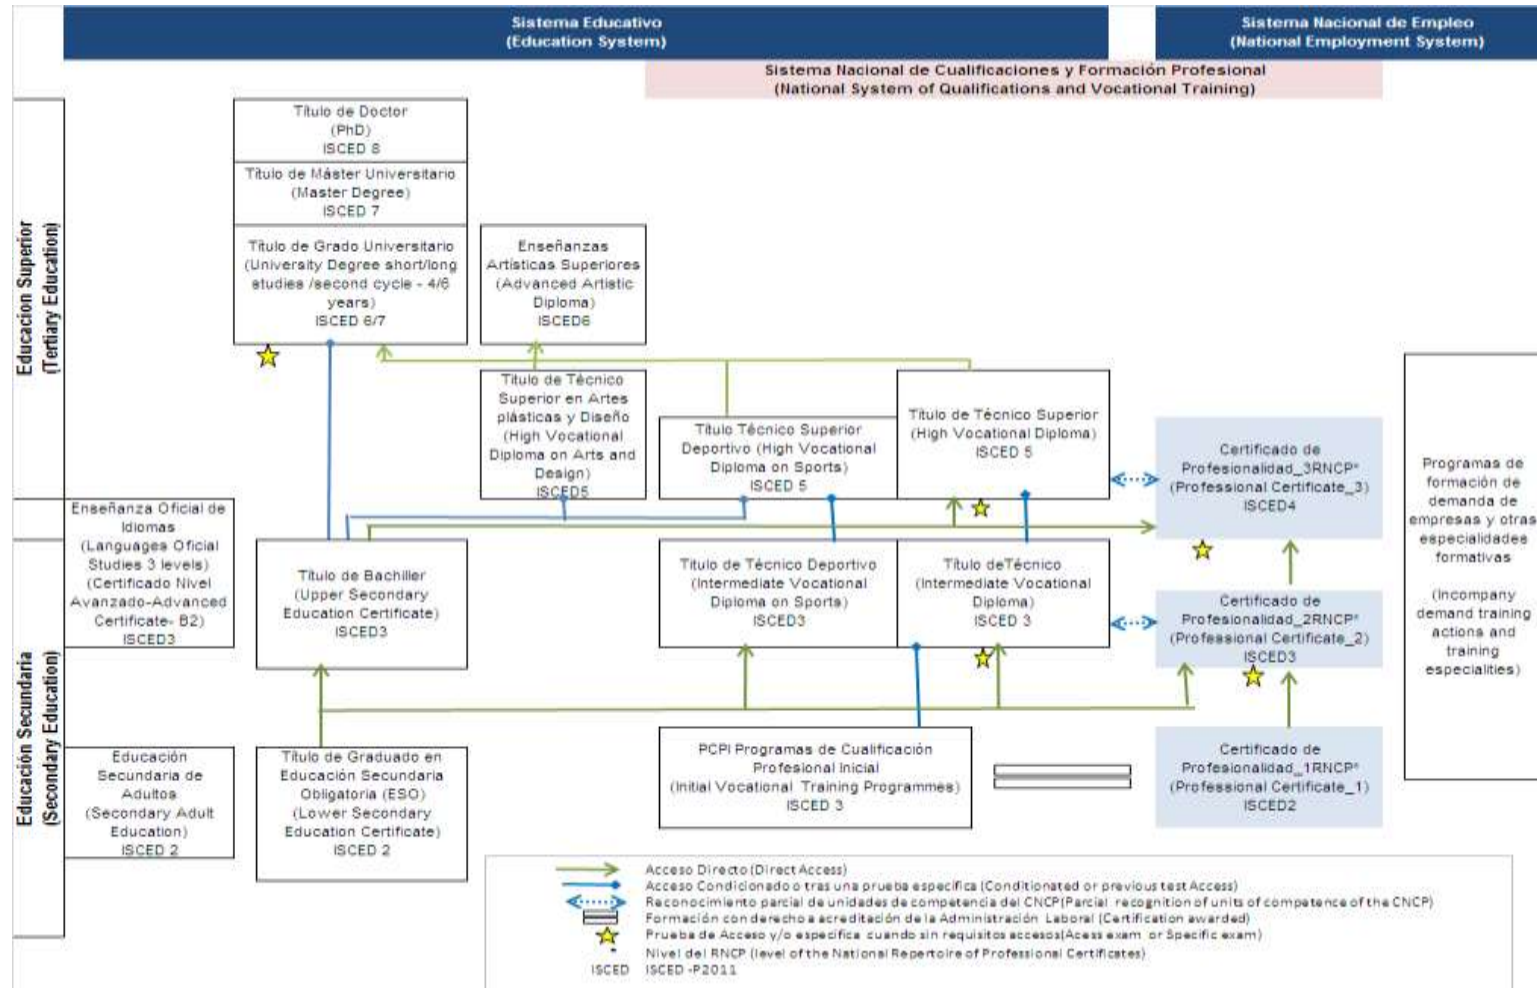 Sistema Educativo
(Education System)
Sistema Nacional de Empleo
(National Employment System)
Sistema Nacional de Cualificaciones y Formación Profesional
(National System of Qualifications and Vocational Training)
Educacion Superior
(Tertiary Education)
Título de Doctor
(PhD)
ISCED 8
Título de Máster Universitario
(Master Degree)
ISCED 7
Título de Grado Universitario
(University Degree short/long
studies /second cycle - 4/6
years)
ISCED 6/7
Enseñanzas
Artísticas Superiores
(Advanced Artistic
Diploma)
ISCED6
Título de Técnico
Superior en Artes
plásticas y Diseño
(High Vocational
Diploma on Arts and
Design)
ISCED5
Título Técnico Superior
Deportivo (High Vocational
Diploma on Sports)
ISCED 5
Título de Técnico Superior
(High Vocational Diploma)
ISCED 5
Certificado de
Profesionalidad_3RNCP*
(Professional Certificate_3)
ISCED4
Programas de
formación de
demanda de
empresas y otras
especialidades
formativas
(Incompany
demand training
actions and
training
especialities)
Educación Secundaria
(Secondary Education)
Enseñanza Oficial de
Idiomas
(Languages Oficial
Studies 3 levels)
(Certificado Nivel
Avanzado-Advanced
Certificate- B2)
ISCED3
Título de Bachiller
(Upper Secondary
Education Certificate)
ISCED3
Título de Técnico Deportivo
(Intermediate Vocational
Diploma on Sports)
ISCED3
Título deTécnico
(Intermediate Vocational
Diploma)
ISCED 3
Certificado de
Profesionalidad_2RNCP*
(Professional Certificate_2)
ISCED3
Educación
Secundaria de
Adultos
(Secondary Adult
Education)
ISCED 2
Título de Graduado en
Educación Secundaria
Obligatoria (ESO)
(Lower Secondary
Education Certificate)
ISCED 2
PCPI Programas de Cualificación
Profesional Inicial
(Initial Vocational Training Programmes)
ISCED 3
Certificado de
Profesionalidad_1RNCP*
(Professional Certificate_1)
ISCED2
Acceso Directo (Direct Access)
Acceso Condicionado o tras una prueba específica (Conditionated or previous test Access)
Reconocimiento parcial de unidades de competencia del CNCP(Parcial recognition of units of competence of the CNCP)
Formación con derecho a acreditación de la Administración Laboral (Certification awarded)
Prueba de Acceso y/o específica cuando sin requisitos accesos(Acess exam or Specific exam)
* Nivel del RNCP (level of the National Repertoire of Professional Certificates)
ISCED ISCED -P2011